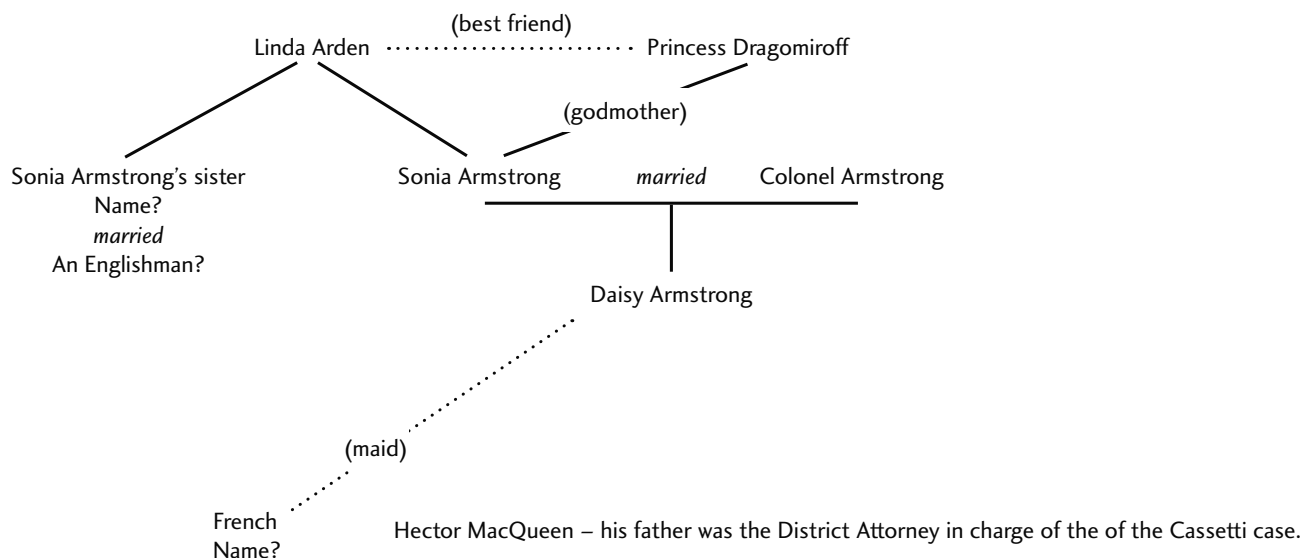 (best friend)
Linda Arden
Princess Dragomiroff
(godmother)
Sonia Armstrong's sister
Name?
married
An Englishman?
Sonia Armstrong
married
Colonel Armstrong
Daisy Armstrong
(maid)
French
Name?
Hector MacQueen – his father was the District Attorney in charge of the of the Cassetti case.